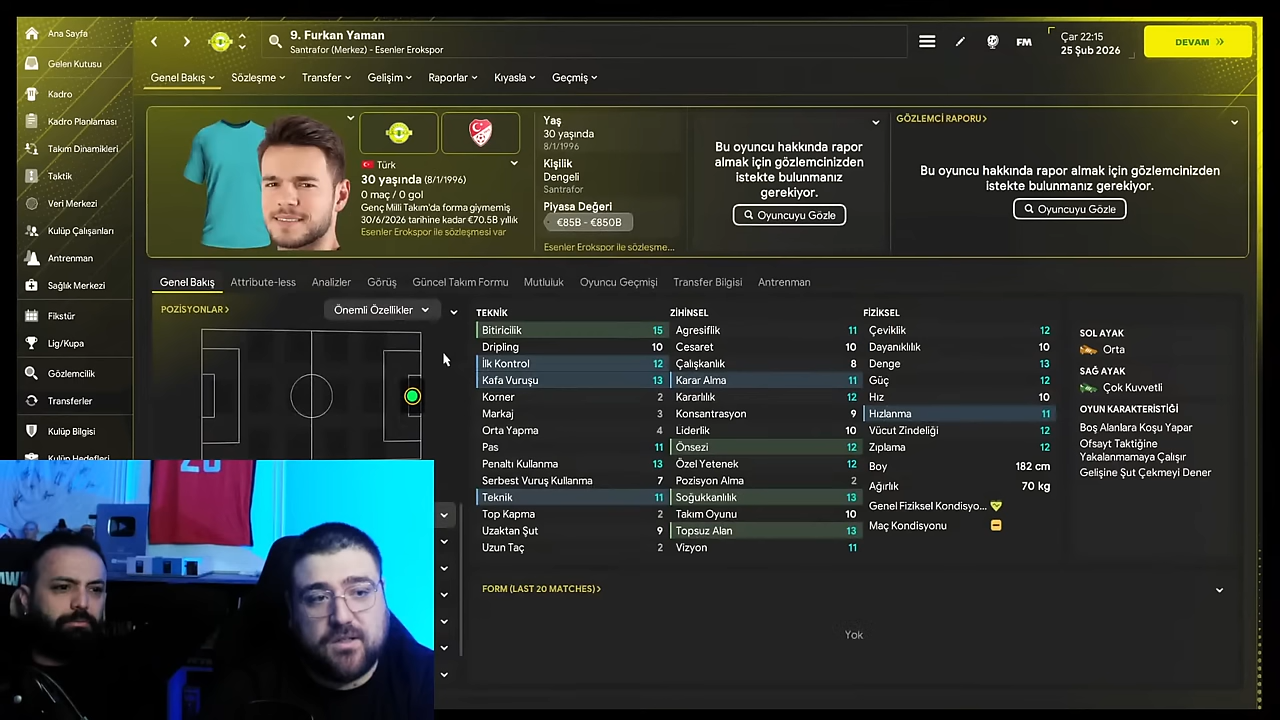 Ana Sayfa
Gelen Kutusu
Kadro
Kadro Planlaması
Takım Dinamikleri
Taktik
Veri Merkezi
Kulüp Çalışanları
Antrenman
Sağlık Merkezi
Fikstür
Lig/Kupa
Gözlemcilik
Transferler
Kulüp Bilgisi
Kulüp Hedefleri
9. Furkan Yaman
Santrafor (Merkez) - Esenler Erokspor
FM
Çar 22:15
25 Şub 2026
DEVAM
Genel Bakış
Sözleşme
Transfer
Gelişim
Raporlar
Kıyasla
Geçmiş
Türk
30 yaşında (8/1/1996)
0 maç / 0 gol
Genç Milli Takım'da forma giymemiş
30/6/2026 tarihine kadar €70.5B yıllık
Esenler Erokspor ile sözleşmesi var
Yaş
30 yaşında
8/1/1996
Kişilik
Dengeli
Santrafor
Piyasa Değeri
€85B - €850B
Esenler Erokspor ile sözleşme...
Bu oyuncu hakkında rapor
almak için gözlemcinizden
istekte bulunmanız
gerekiyor.
Oyuncuyu Gözle
GÖZLEMCİ RAPORU
Bu oyuncu hakkında rapor almak için gözlemcinizden
istekte bulunmanız gerekiyor.
Oyuncuyu Gözle
Genel Bakış
Attribute-less
Analizler
Görüş
Güncel Takım Formu
Mutluluk
Oyuncu Geçmişi
Transfer Bilgisi
Antrenman
POZİSYONLAR
Önemli Özellikler
TEKNİK
Bitiricilik 15
Dripling 10
İlk Kontrol 12
Kafa Vuruşu 13
Korner 2
Markaj 3
Orta Yapma 4
Pas 11
Penaltı Kullanma 13
Serbest Vuruş Kullanma 7
Teknik 11
Top Kapma 2
Uzaktan Şut 9
Uzun Taç 2
ZİHİNSEL
Agresiflik 11
Cesaret 10
Çalışkanlık 8
Karar Alma 11
Kararlılık 12
Konsantrasyon 9
Liderlik 10
Önsezi 12
Özel Yetenek 12
Pozisyon Alma 2
Soğukkanlılık 13
Takım Oyunu 10
Topsuz Alan 13
Vizyon 11
FİZİKSEL
Çeviklik 12
Dayanıklılık 10
Denge 13
Güç 12
Hız 10
Hızlanma 11
Vücut Zindeliği 12
Zıplama 12
Boy 182 cm
Ağırlık 70 kg
Genel Fiziksel Kondisyo...
Maç Kondisyonu
SOL AYAK
Orta
SAĞ AYAK
Çok Kuvvetli
OYUN KARAKTERİSTİĞİ
Boş Alanlara Koşu Yapar
Ofsayt Taktiğine
Yakalanmamaya Çalışır
Gelişine Şut Çekmeyi Dener
FORM (LAST 20 MATCHES)
Yok